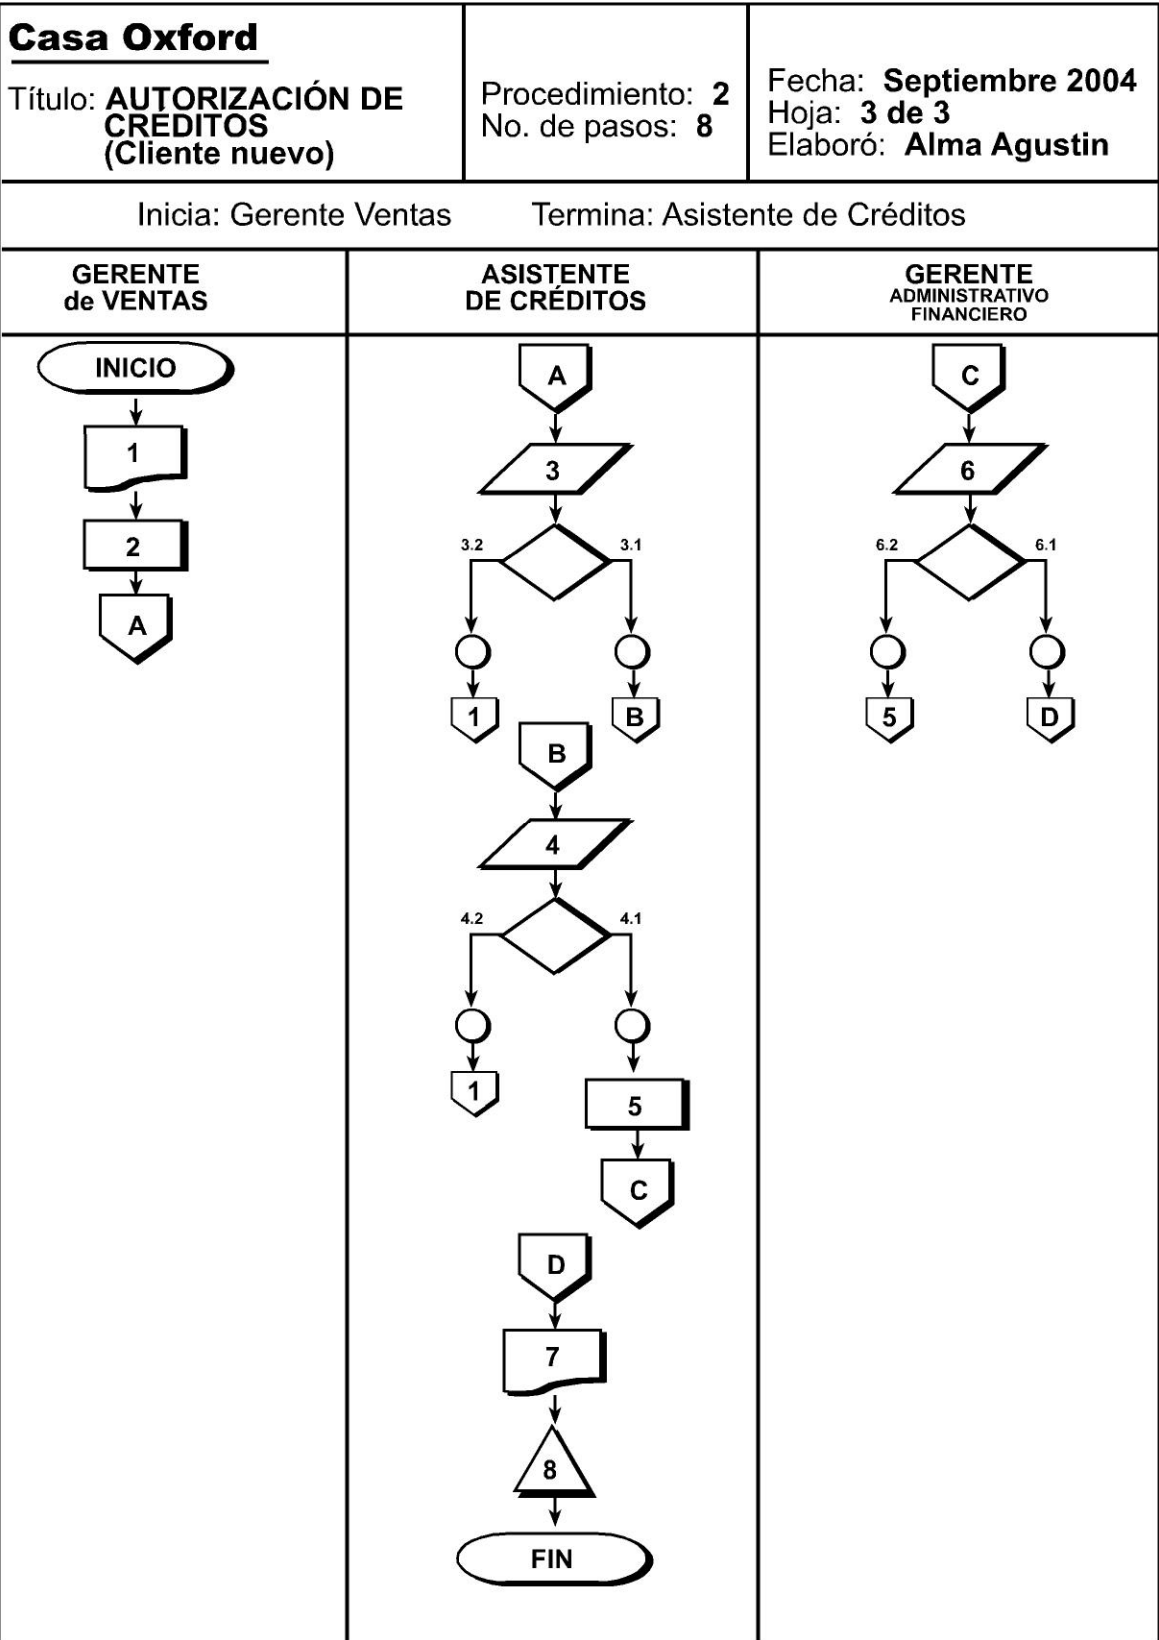 Casa Oxford
Título: AUTORIZACIÓN DE
CRÉDITOS
(Cliente nuevo)
Procedimiento: 2
No. de pasos: 8
Fecha: Septiembre 2004
Hoja: 3 de 3
Elaboró: Alma Agustin
Inicia: Gerente Ventas Termina: Asistente de Créditos
GERENTE
de VENTAS
ASISTENTE
DE CRÉDITOS
GERENTE
ADMINISTRATIVO
FINANCIERO
INICIO
1
2
A
A
3
3.2 3.1
1 B
B
4
4.2 4.1
1
5
C
D
7
8
FIN
C
6
6.2 6.1
5 D